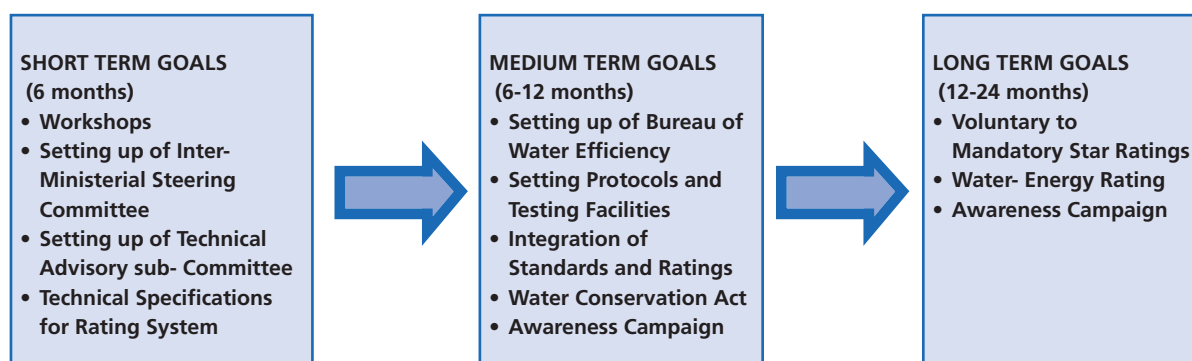 SHORT TERM GOALS
(6 months)
• Workshops
• Setting up of Inter-
Ministerial Steering
Committee
• Setting up of Technical
Advisory sub- Committee
• Technical Specifications
for Rating System
MEDIUM TERM GOALS
(6-12 months)
• Setting up of Bureau of
Water Efficiency
• Setting Protocols and
Testing Facilities
• Integration of
Standards and Ratings
• Water Conservation Act
• Awareness Campaign
LONG TERM GOALS
(12-24 months)
• Voluntary to
Mandatory Star Ratings
• Water- Energy Rating
• Awareness Campaign